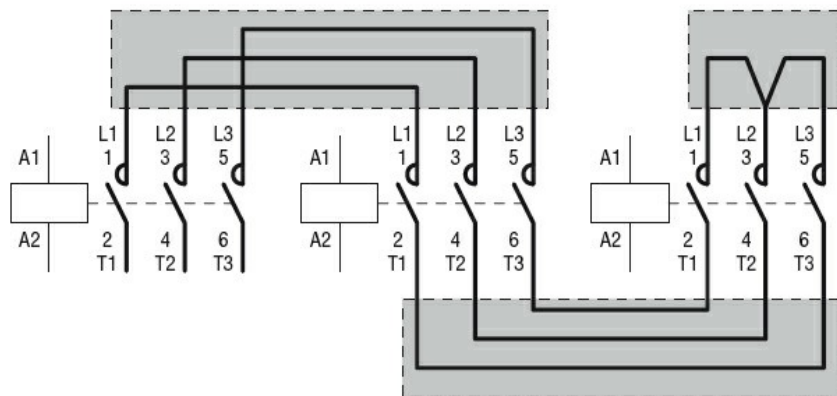 L1 L2 L3 L1 L2 L3 L1 L2 L3
A1 1 3 5 A1 1 3 5 A1 1 3 5
A2 2 4 6 A2 2 4 6 A2 2 4 6
T1 T2 T3 T1 T2 T3 T1 T2 T3